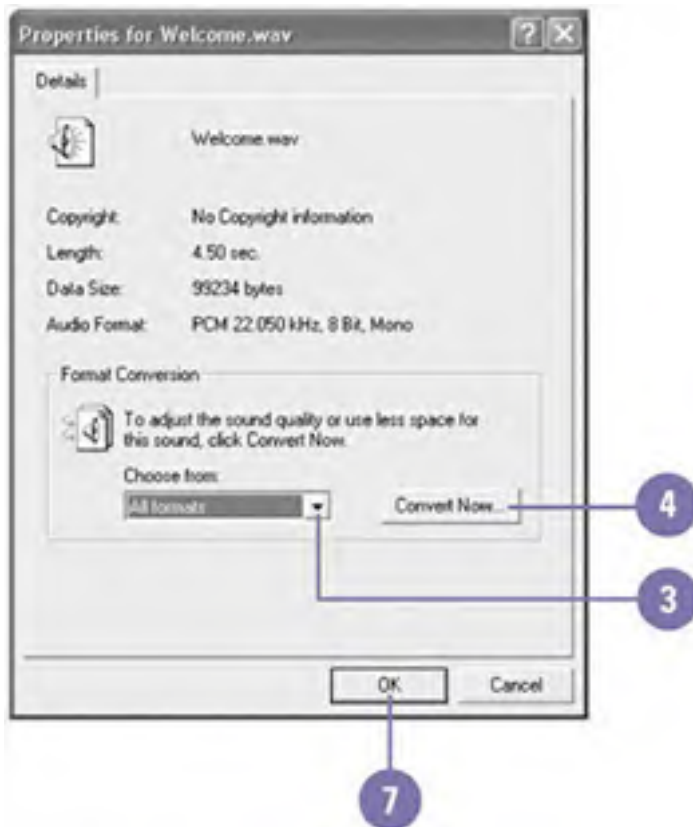 Properties for Welcome.wav
Details
Welcome.wav
Copyright: No Copyright information
Length: 4.50 sec.
Data Size: 99234 bytes
Audio Format: PCM 22.050 kHz, 8 Bit, Mono
Format Conversion
To adjust the sound quality or use less space for
this sound, click Convert Now.
Choose from:
All formats
Convert Now...
4
3
OK
Cancel
7